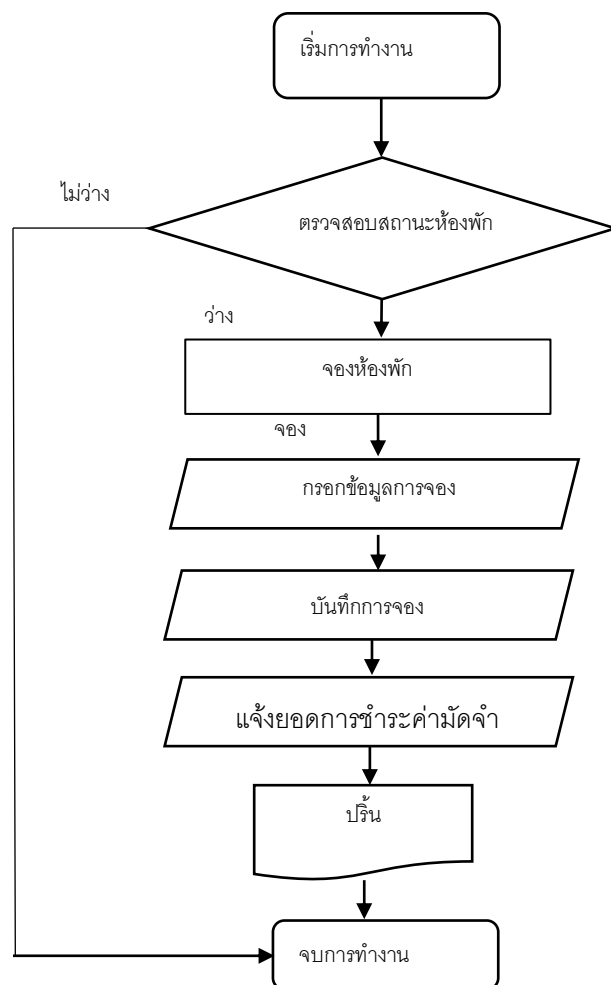 เริ่มการทำงาน
ไม่ว่าง
ตรวจสอบสถานะห้องพัก
ว่าง
จองห้องพัก
จอง
กรอกข้อมูลการจอง
บันทึกการจอง
แจ้งยอดการชำระค่ามัดจำ
ปริ้น
จบการทำงาน